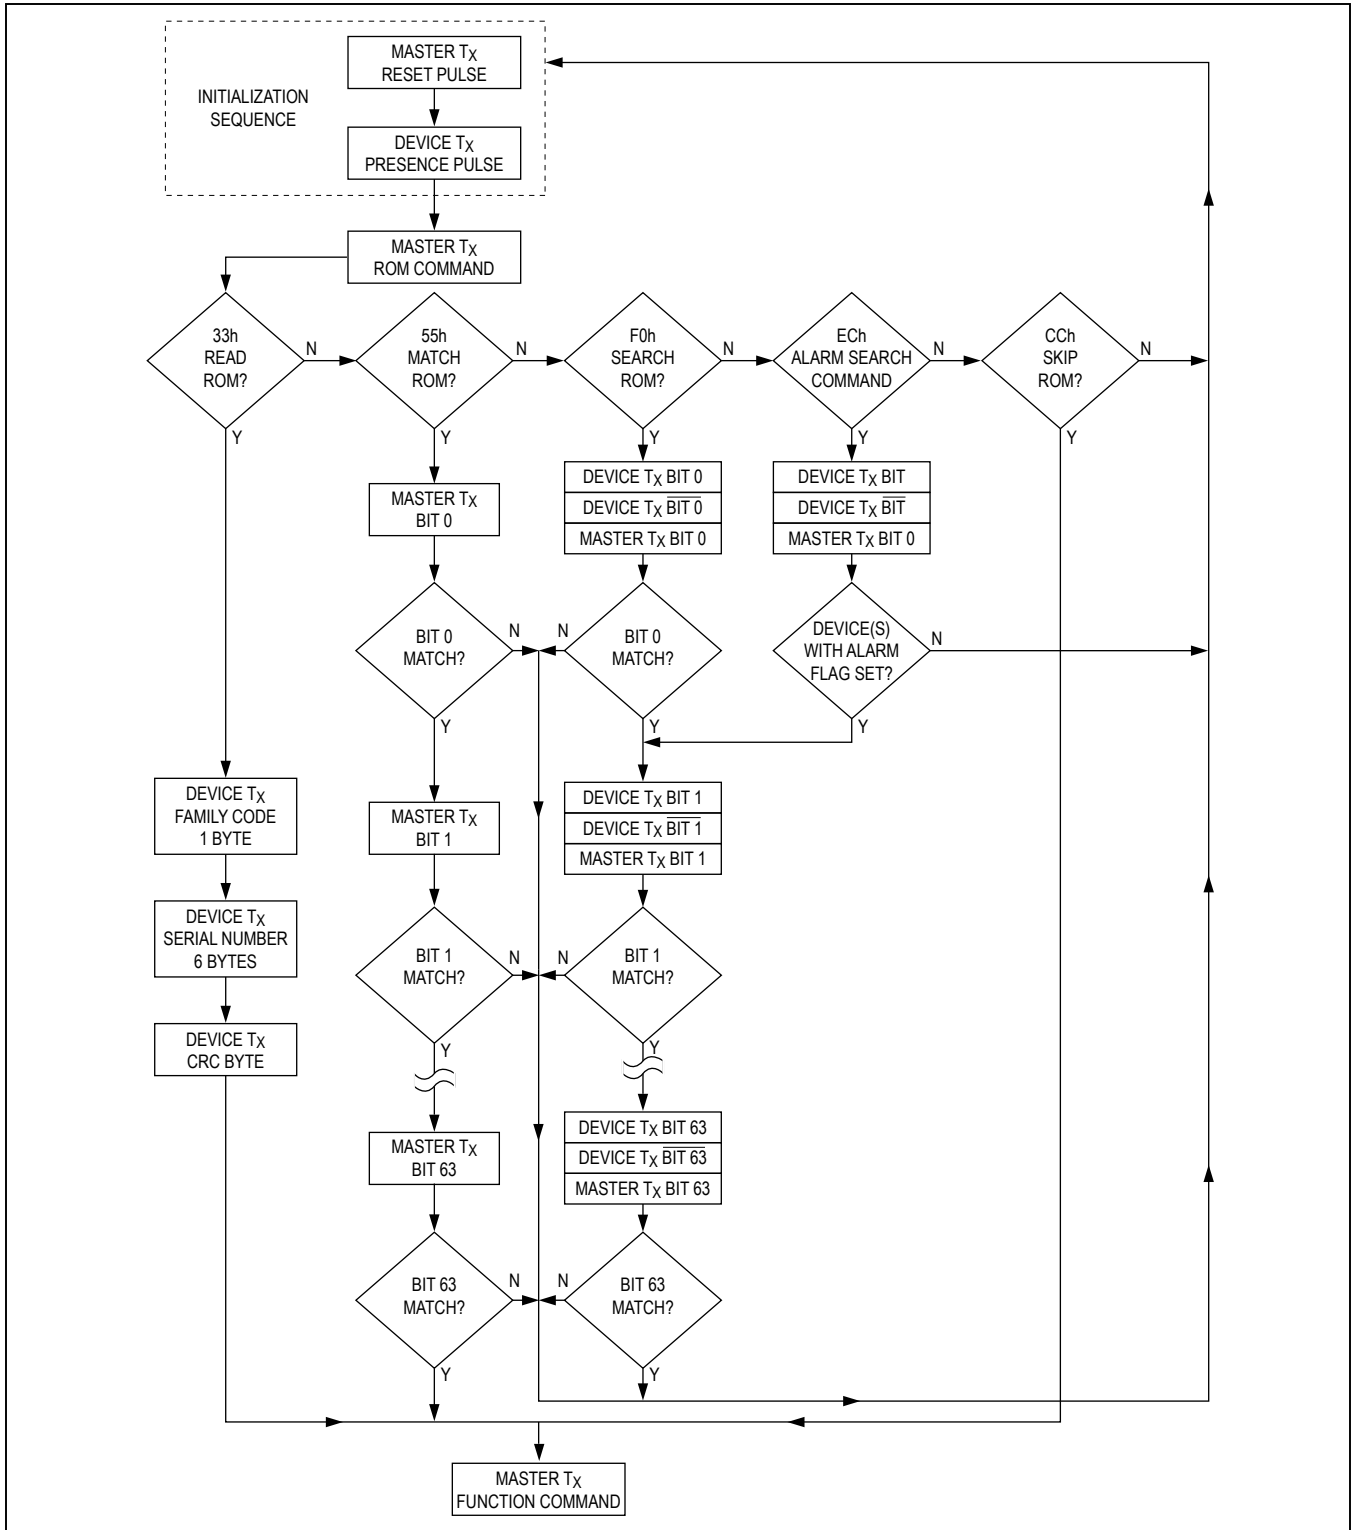 MASTER TX
RESET PULSE
INITIALIZATION
SEQUENCE
DEVICE TX
PRESENCE PULSE
MASTER TX
ROM COMMAND
33h
READ
ROM?
N
Y
55h
MATCH
ROM?
N
Y
F0h
SEARCH
ROM?
N
Y
ECh
ALARM SEARCH
COMMAND
N
Y
CCh
SKIP
ROM?
N
Y
MASTER TX
BIT 0
DEVICE TX BIT 0
DEVICE TX BIT 0
MASTER TX BIT 0
DEVICE TX BIT
DEVICE TX BIT
MASTER TX BIT 0
BIT 0
MATCH?
N
Y
N
BIT 0
MATCH?
Y
DEVICE(S)
WITH ALARM
FLAG SET?
N
Y
DEVICE TX
FAMILY CODE
1 BYTE
MASTER TX
BIT 1
DEVICE TX BIT 1
DEVICE TX BIT 1
MASTER TX BIT 1
DEVICE TX
SERIAL NUMBER
6 BYTES
BIT 1
MATCH?
N
Y
N
BIT 1
MATCH?
Y
DEVICE TX
CRC BYTE
MASTER TX
BIT 63
DEVICE TX BIT 63
DEVICE TX BIT 63
MASTER TX BIT 63
BIT 63
MATCH?
N
Y
N
BIT 63
MATCH?
Y
MASTER TX
FUNCTION COMMAND